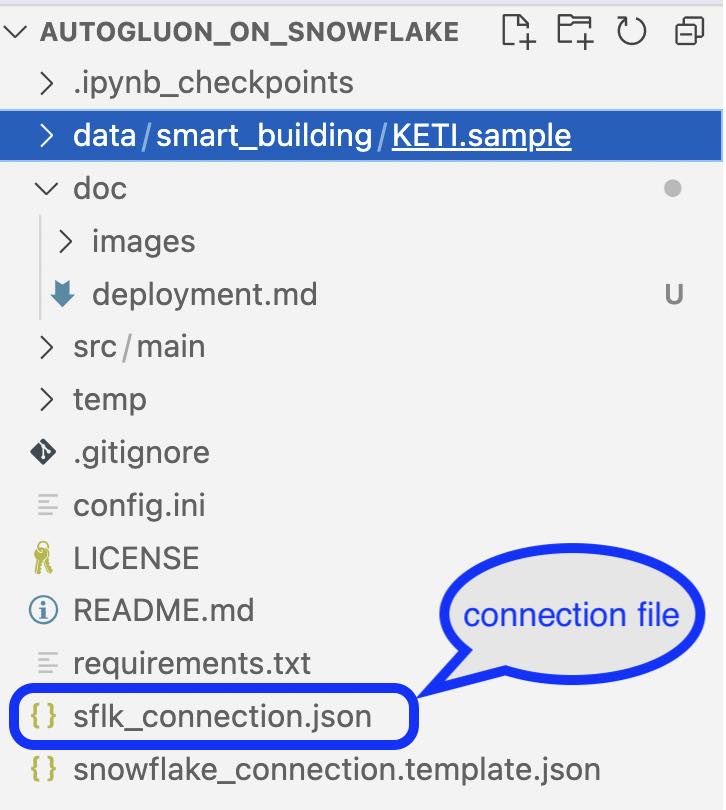 AUTOGLUON_ON_SNOWFLAKE
.ipynb_checkpoints
data/smart_building/KETI.sample
doc
images
deployment.md U
src/main
temp
.gitignore
config.ini
LICENSE
README.md
connection file
requirements.txt
{} sflk_connection.json
{} snowflake_connection.template.json